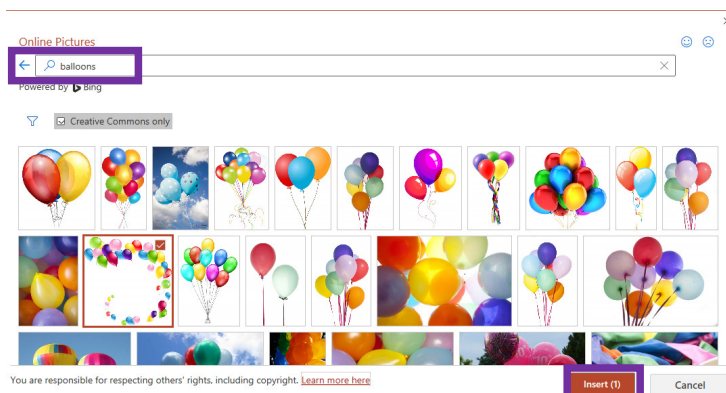 Online Pictures
balloons
Powered by Bing
Creative Commons only
You are responsible for respecting others' rights, including copyright. Learn more here
Insert (1)
Cancel